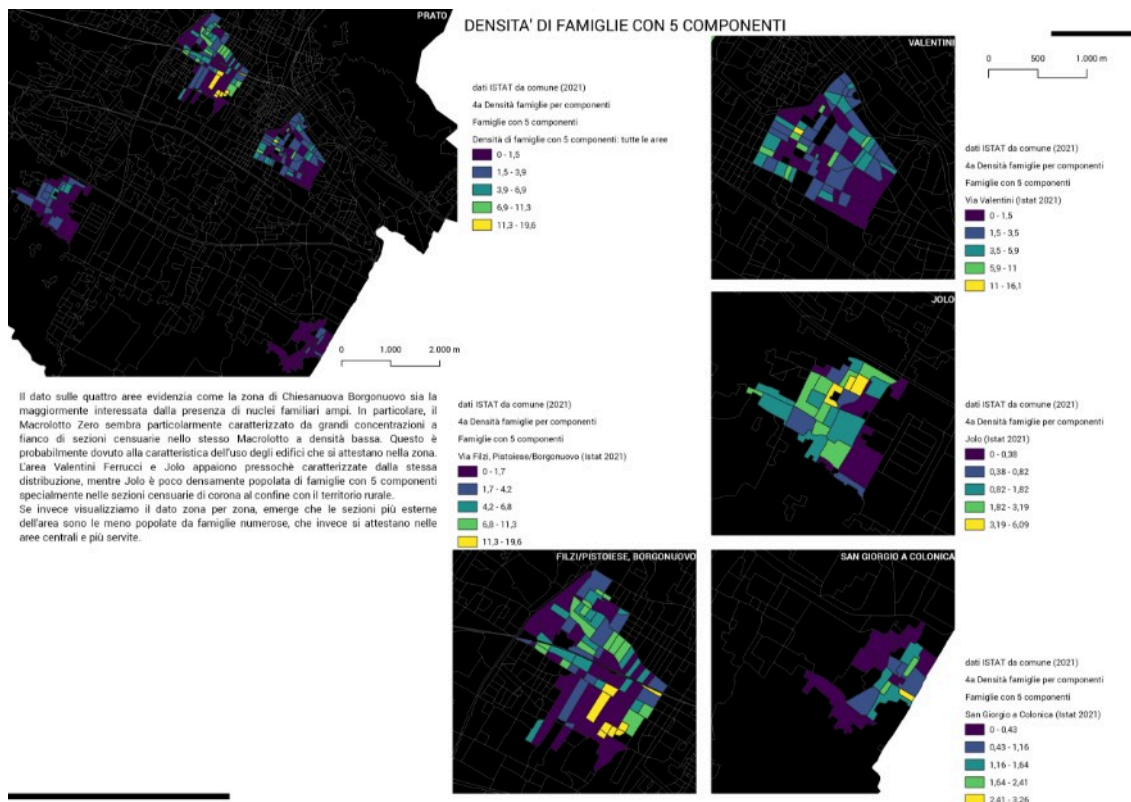 PRATO
DENSITA' DI FAMIGLIE CON 5 COMPONENTI
dati ISTAT da comune (2021)
4a Densità famiglie per componenti
Famiglie con 5 componenti
Densità di famiglie con 5 componenti: tutte le aree
0 - 1,5
1,5 - 3,9
3,9 - 6,9
6,9 - 11,3
11,3 - 19,6
0 1.000 2.000 m
VALENTINI
0 500 1.000 m
dati ISTAT da comune (2021)
4a Densità famiglie per componenti
Famiglie con 5 componenti
Via Valentini (Istat 2021)
0 - 1,5
1,5 - 3,5
3,5 - 5,9
5,9 - 11
11 - 16,1
Il dato sulle quattro aree evidenzia come la zona di Chiesanuova Borgonuovo sia la
maggiormente interessata dalla presenza di nuclei familiari ampi. In particolare, il
Macrolotto Zero sembra particolarmente caratterizzato da grandi concentrazioni a
fianco di sezioni censuarie nello stesso Macrolotto a densità bassa. Questo è
probabilmente dovuto alla caratteristica dell'uso degli edifici che si attestano nella zona.
L'area Valentini Ferrucci e Jolo appaiono pressochè caratterizzate dalla stessa
distribuzione, mentre Jolo è poco densamente popolata di famiglie con 5 componenti
specialmente nelle sezioni censuarie di corona al confine con il territorio rurale.
Se invece visualizziamo il dato zona per zona, emerge che le sezioni più esterne
dell'area sono le meno popolate da famiglie numerose, che invece si attestano nelle
aree centrali e più servite.
dati ISTAT da comune (2021)
4a Densità famiglie per componenti
Famiglie con 5 componenti
Via Filzi, Pistoiese/Borgonuovo (Istat 2021)
0 - 1,7
1,7 - 4,2
4,2 - 6,8
6,8 - 11,3
11,3 - 19,6
JOLO
dati ISTAT da comune (2021)
4a Densità famiglie per componenti
Famiglie con 5 componenti
Jolo (Istat 2021)
0 - 0,38
0,38 - 0,82
0,82 - 1,82
1,82 - 3,19
3,19 - 6,09
FILZI/PISTOIESE, BORGONUOVO
SAN GIORGIO A COLONICA
dati ISTAT da comune (2021)
4a Densità famiglie per componenti
Famiglie con 5 componenti
San Giorgio a Colonica (Istat 2021)
0 - 0,43
0,43 - 1,16
1,16 - 1,64
1,64 - 2,41
2,41 - 3,26